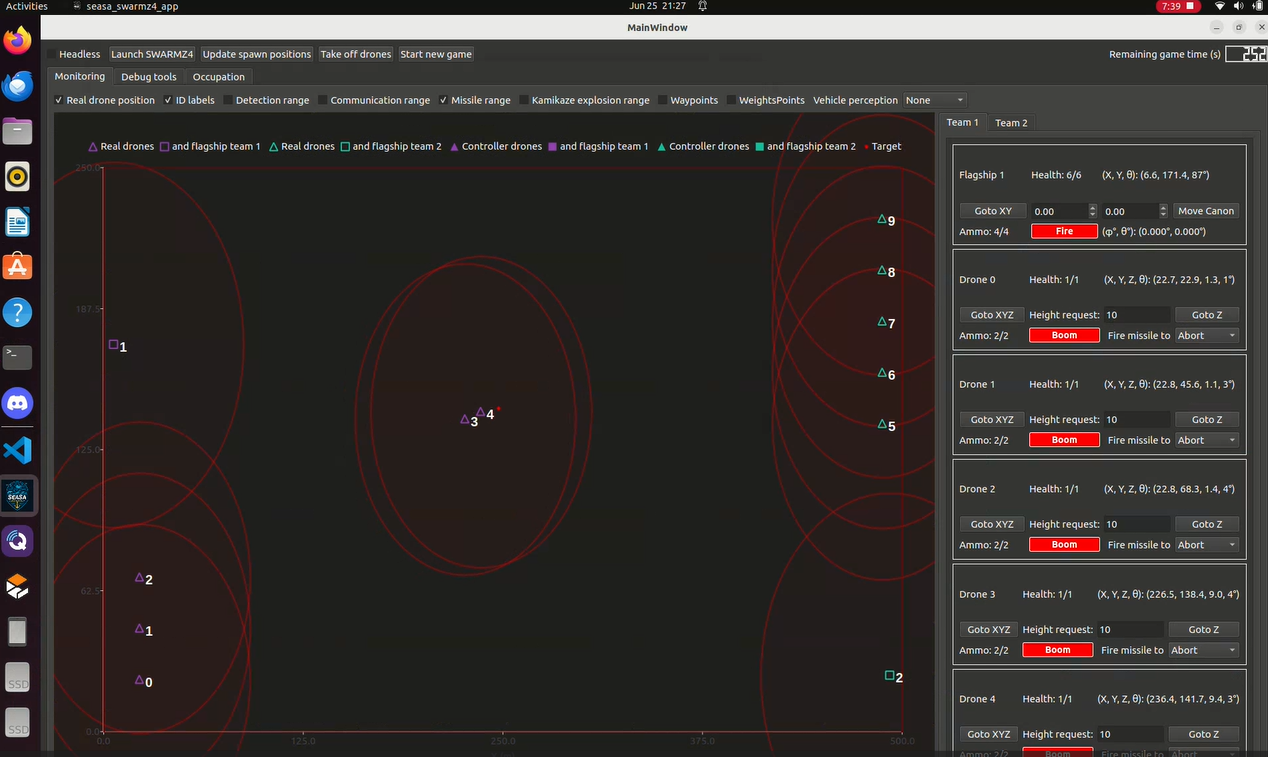 Activities seasa_swarmz4_app Jun 25 21:27 7:39
MainWindow
Headless Launch SWARMZ4 Update spawn positions Take off drones Start new game Remaining game time (s) 252
Monitoring Debug tools Occupation
Real drone position ID labels Detection range Communication range Missile range Kamikaze explosion range Waypoints WeightsPoints Vehicle perception None
Team 1 Team 2
Real drones and flagship team 1 Real drones and flagship team 2 Controller drones and flagship team 1 Controller drones and flagship team 2 Target
250.0
187.5
125.0
62.5
0.0
0.0 125.0 250.0 375.0 500.0
9
8
7
6
5
1
3
4
2
1
0
2
Flagship 1 Health: 6/6 (X, Y, θ): (6.6, 171.4, 87°)
Goto XY 0.00 0.00 Move Canon
Ammo: 4/4 Fire (φ°, θ°): (0.000°, 0.000°)
Drone 0 Health: 1/1 (X, Y, Z, θ): (22.7, 22.9, 1.3, 1°)
Goto XYZ Height request: 10 Goto Z
Ammo: 2/2 Boom Fire missile to Abort
Drone 1 Health: 1/1 (X, Y, Z, θ): (22.8, 45.6, 1.1, 3°)
Goto XYZ Height request: 10 Goto Z
Ammo: 2/2 Boom Fire missile to Abort
Drone 2 Health: 1/1 (X, Y, Z, θ): (22.8, 68.3, 1.4, 4°)
Goto XYZ Height request: 10 Goto Z
Ammo: 2/2 Boom Fire missile to Abort
Drone 3 Health: 1/1 (X, Y, Z, θ): (226.5, 138.4, 9.0, 4°)
Goto XYZ Height request: 10 Goto Z
Ammo: 2/2 Boom Fire missile to Abort
Drone 4 Health: 1/1 (X, Y, Z, θ): (236.4, 141.7, 9.4, 3°)
Goto XYZ Height request: 10 Goto Z
Ammo: 2/2 Boom Fire missile to Abort
SEASA
SSD
SSD